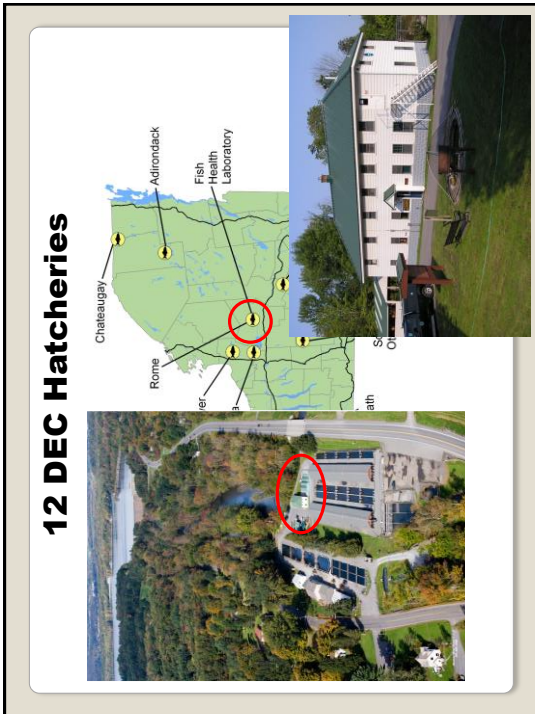 12 DEC Hatcheries
Chateaugay
Adirondack
Rome
Fish
Health
Laboratory